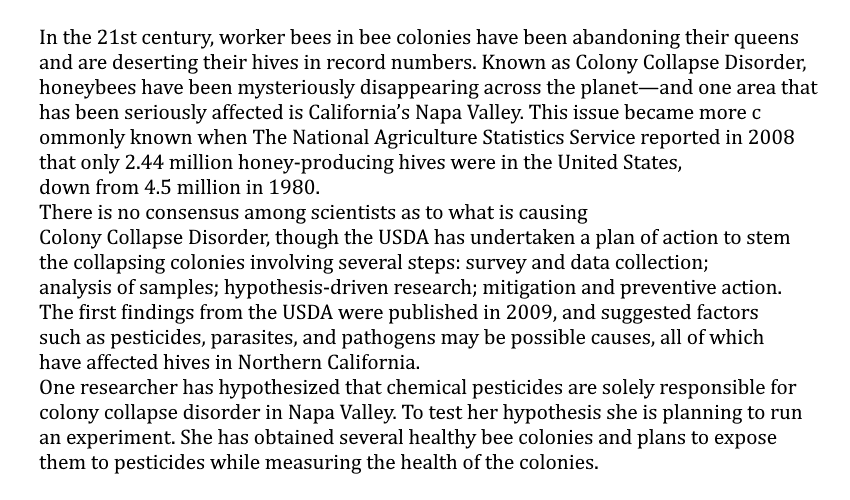 In the 21st century, worker bees in bee colonies have been abandoning their queens
and are deserting their hives in record numbers. Known as Colony Collapse Disorder,
honeybees have been mysteriously disappearing across the planet—and one area that
has been seriously affected is California’s Napa Valley. This issue became more c
ommonly known when The National Agriculture Statistics Service reported in 2008
that only 2.44 million honey-producing hives were in the United States,
down from 4.5 million in 1980.
There is no consensus among scientists as to what is causing
Colony Collapse Disorder, though the USDA has undertaken a plan of action to stem
the collapsing colonies involving several steps: survey and data collection;
analysis of samples; hypothesis-driven research; mitigation and preventive action.
The first findings from the USDA were published in 2009, and suggested factors
such as pesticides, parasites, and pathogens may be possible causes, all of which
have affected hives in Northern California.
One researcher has hypothesized that chemical pesticides are solely responsible for
colony collapse disorder in Napa Valley. To test her hypothesis she is planning to run
an experiment. She has obtained several healthy bee colonies and plans to expose
them to pesticides while measuring the health of the colonies.